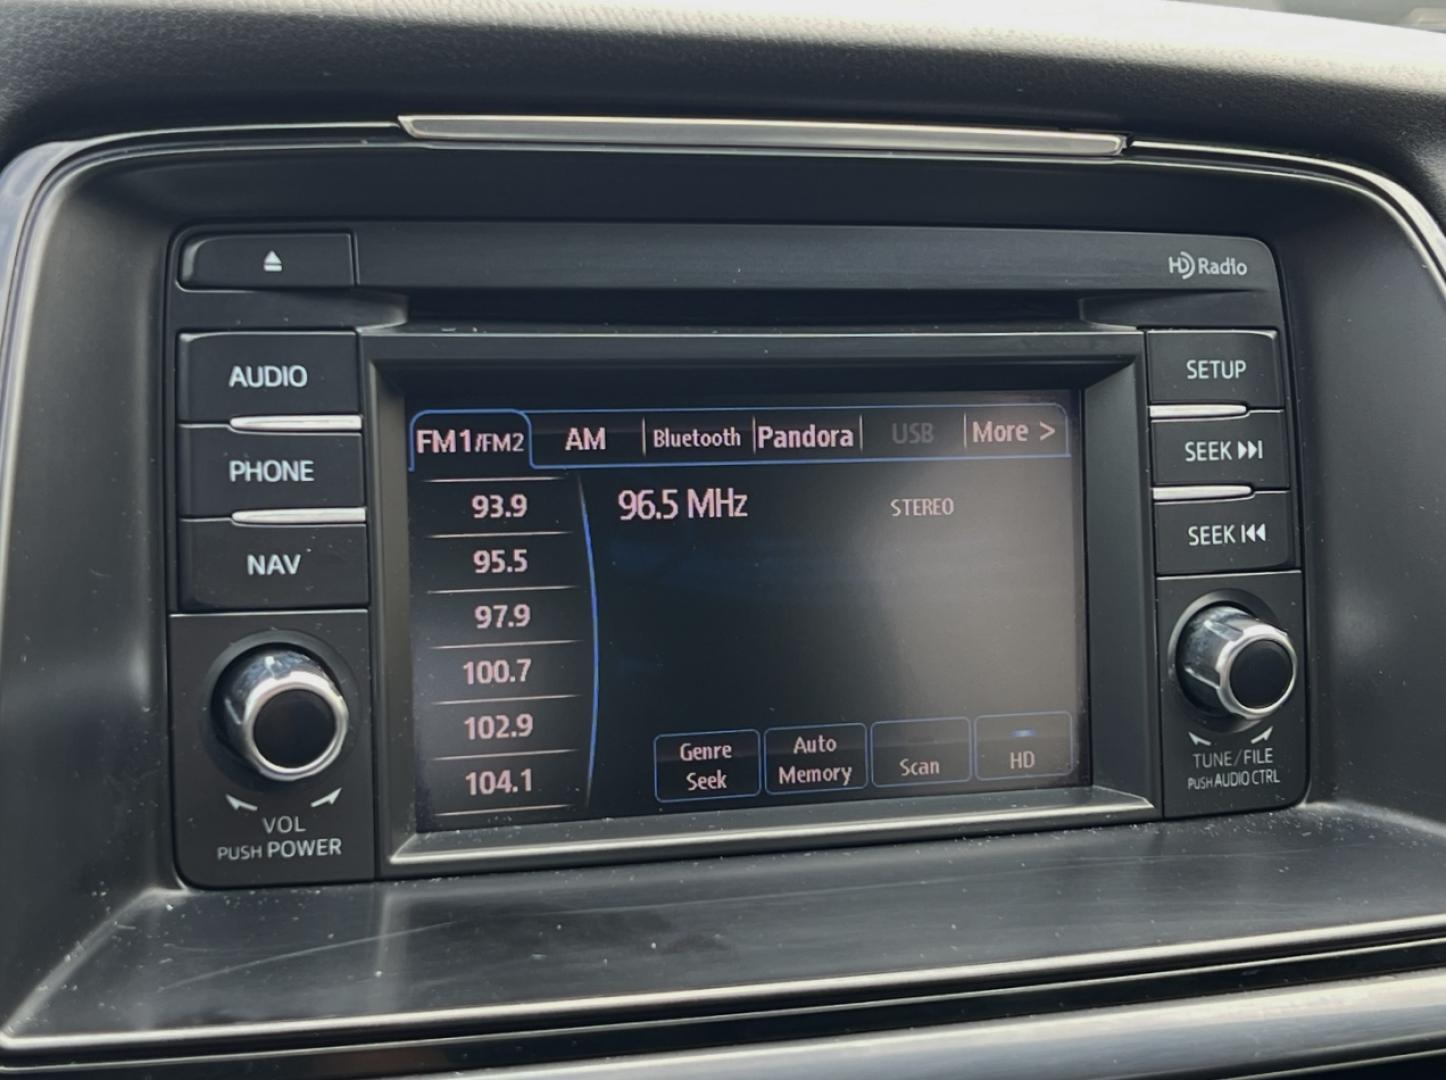 HD Radio
AUDIO
PHONE
NAV
VOL
PUSH POWER
FM1/FM2
AM
Bluetooth
Pandora
USB
More >
93.9
95.5
97.9
100.7
102.9
104.1
96.5 MHz
STEREO
Genre
Seek
Auto
Memory
Scan
HD
SETUP
SEEK
SEEK
TUNE/FILE
PUSH AUDIO CTRL